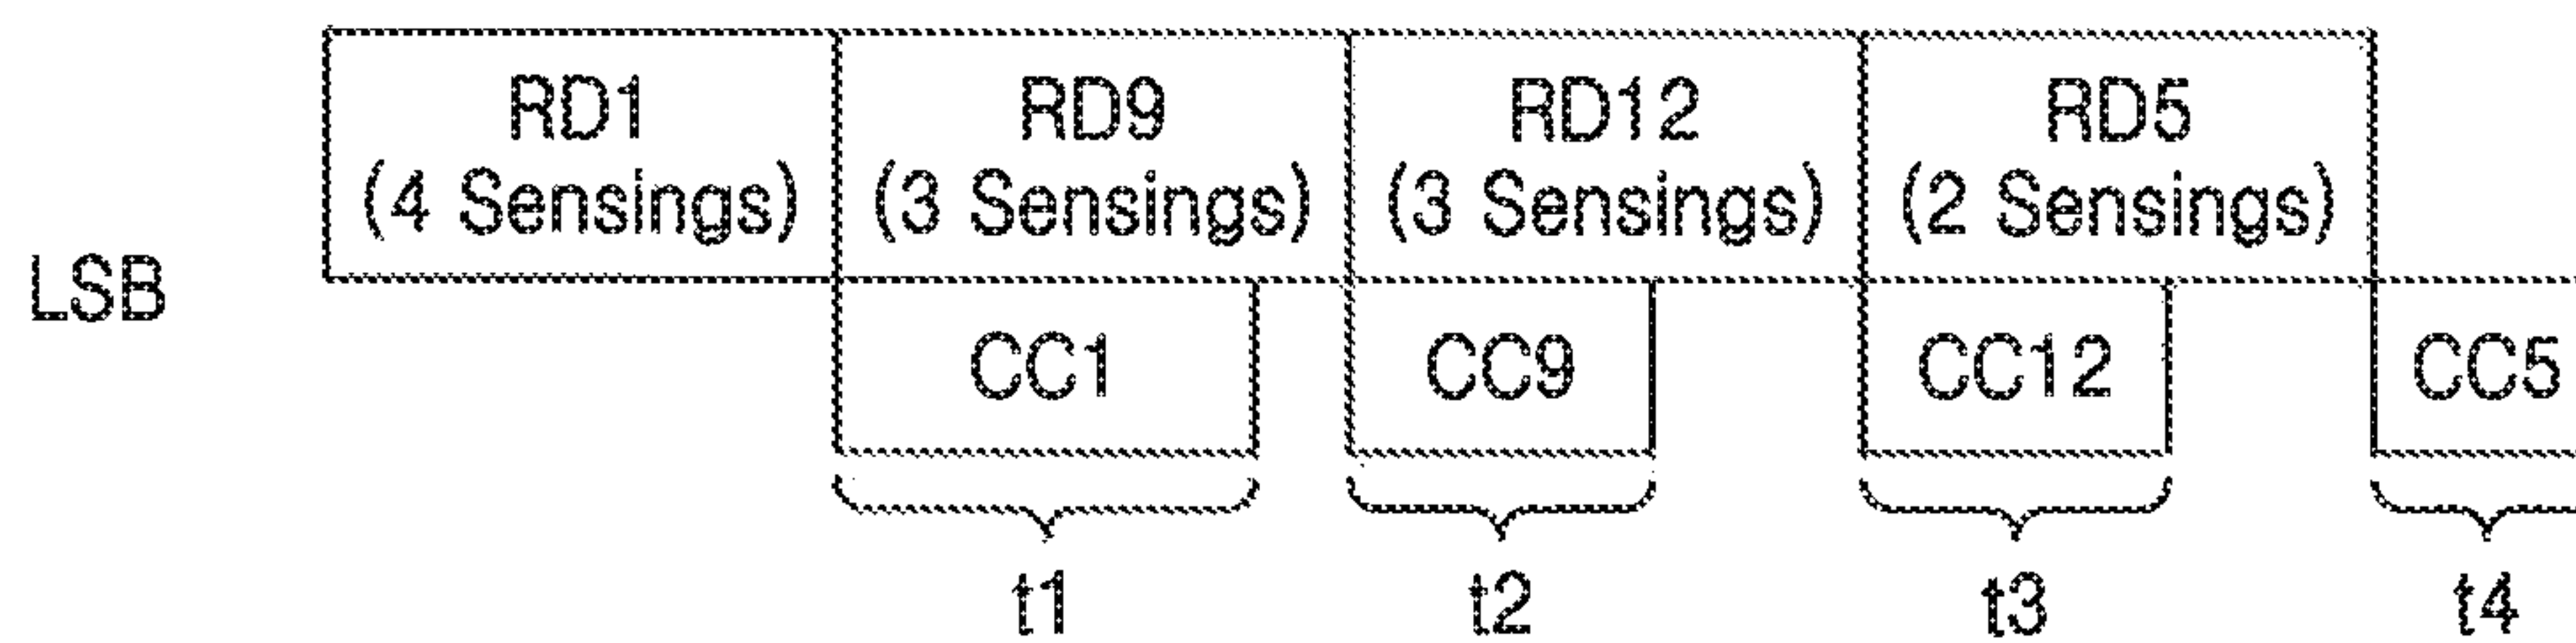 RD1
(4 Sensings)
RD9
(3 Sensings)
RD12
(3 Sensings)
RD5
(2 Sensings)
LSB
CC1
CC9
CC12
CC5
t1
t2
t3
t4